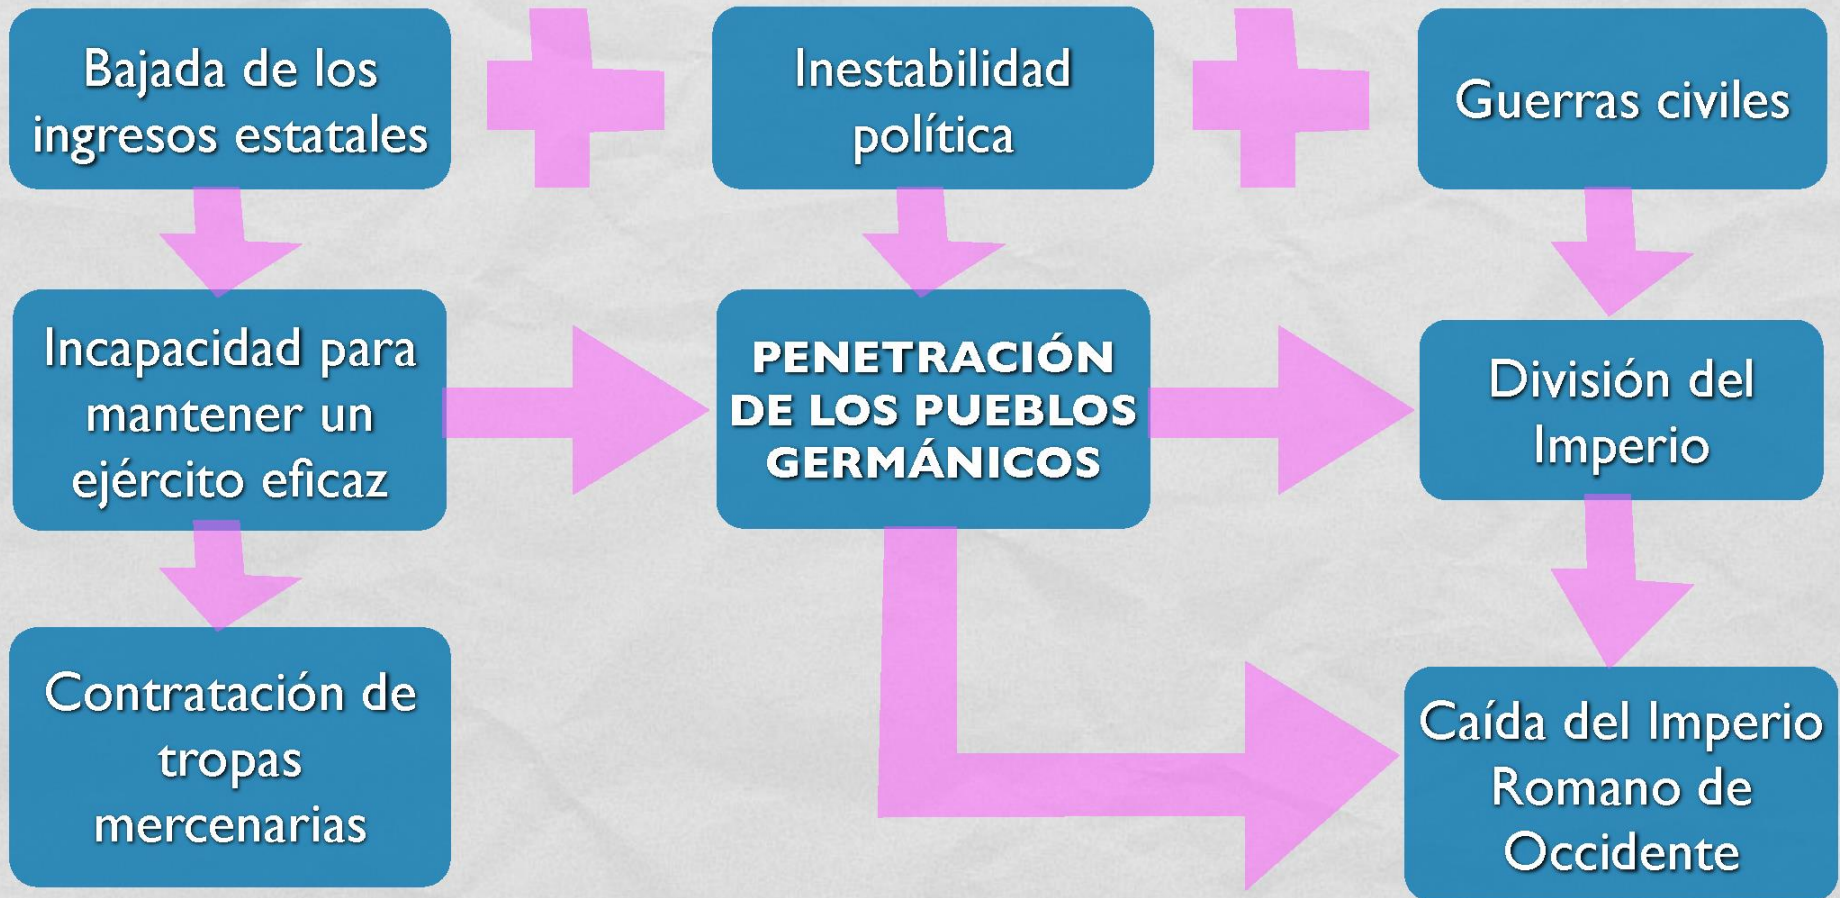 Bajada de los
ingresos estatales
Inestabilidad
política
Guerras civiles
Incapacidad para
mantener un
ejército eficaz
PENETRACIÓN
DE LOS PUEBLOS
GERMÁNICOS
División del
Imperio
Contratación de
tropas
mercenarias
Caída del Imperio
Romano de
Occidente